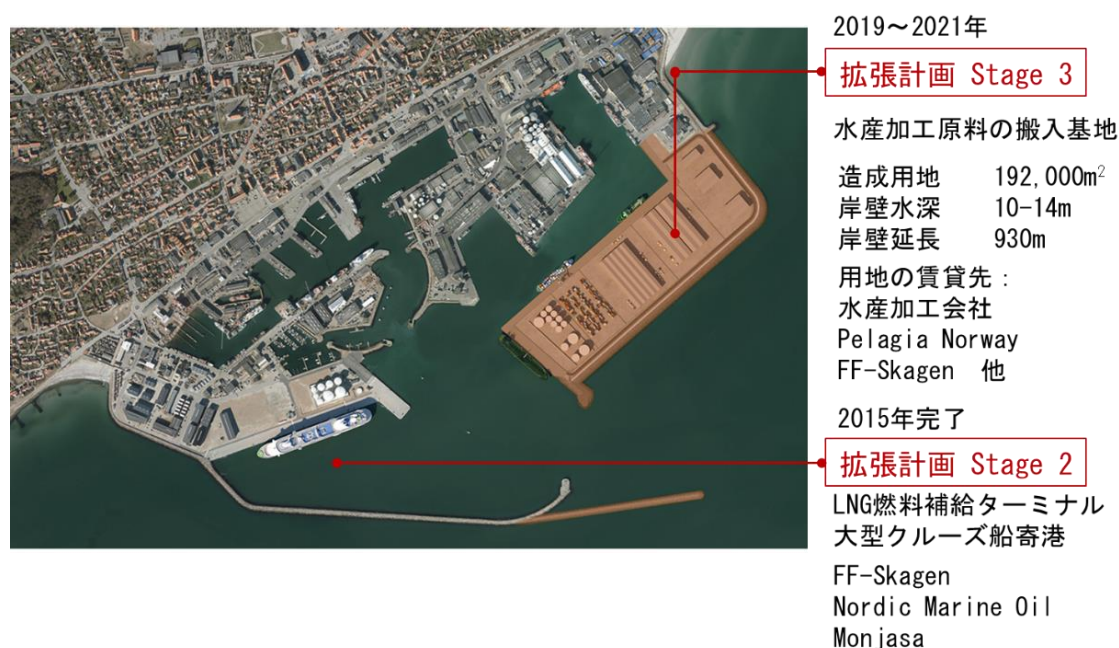 2019～2021年
拡張計画 Stage 3
水産加工原料の搬入基地
造成用地 192,000m²
岸壁水深 10-14m
岸壁延長 930m
用地の賃貸先：
水産加工会社
Pelagia Norway
FF-Skagen 他
2015年完了
拡張計画 Stage 2
LNG燃料補給ターミナル
大型クルーズ船寄港
FF-Skagen
Nordic Marine Oil
Monjasa